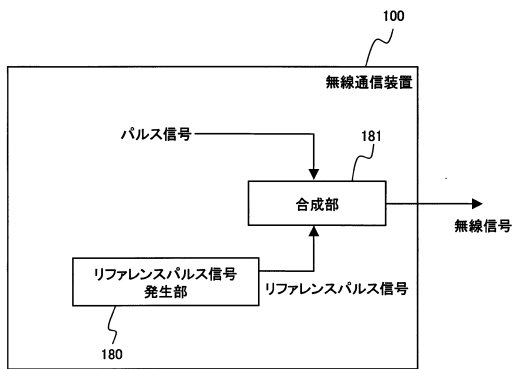 100
無線通信装置
パルス信号
181
合成部
無線信号
リファレンスパルス信号
発生部
リファレンスパルス信号
180